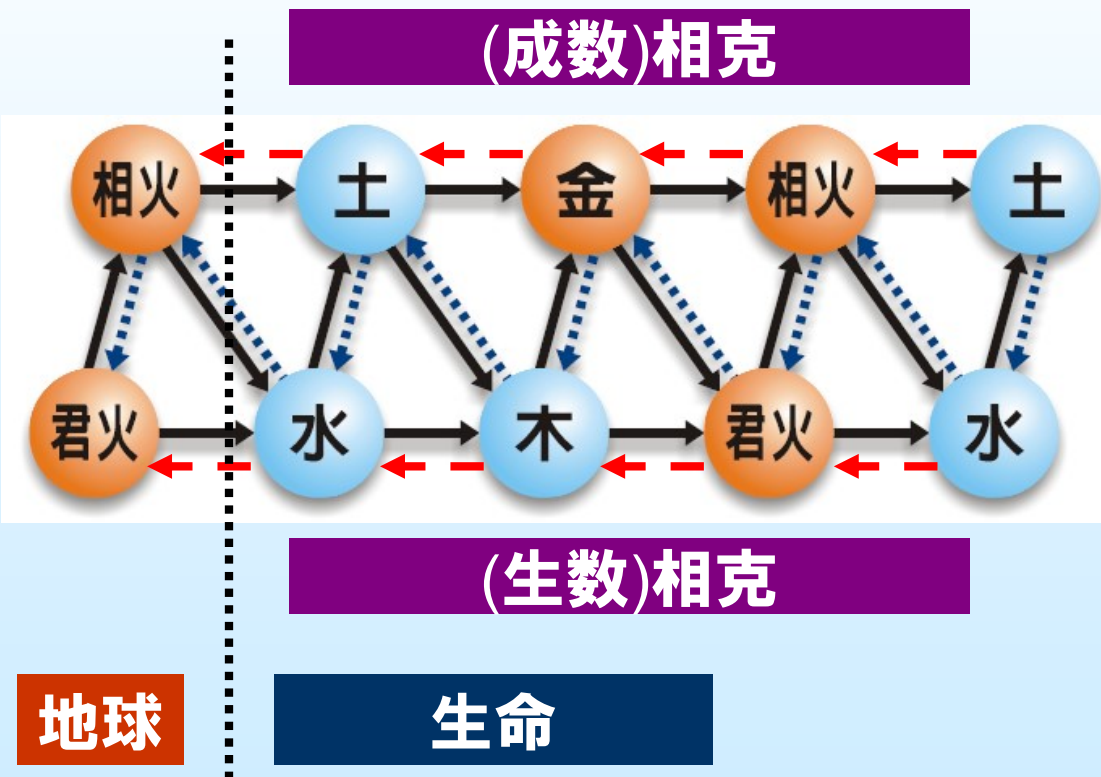 (成数)相克
相火
土
金
相火
土
君火
水
木
君火
水
(生数)相克
地球
生命